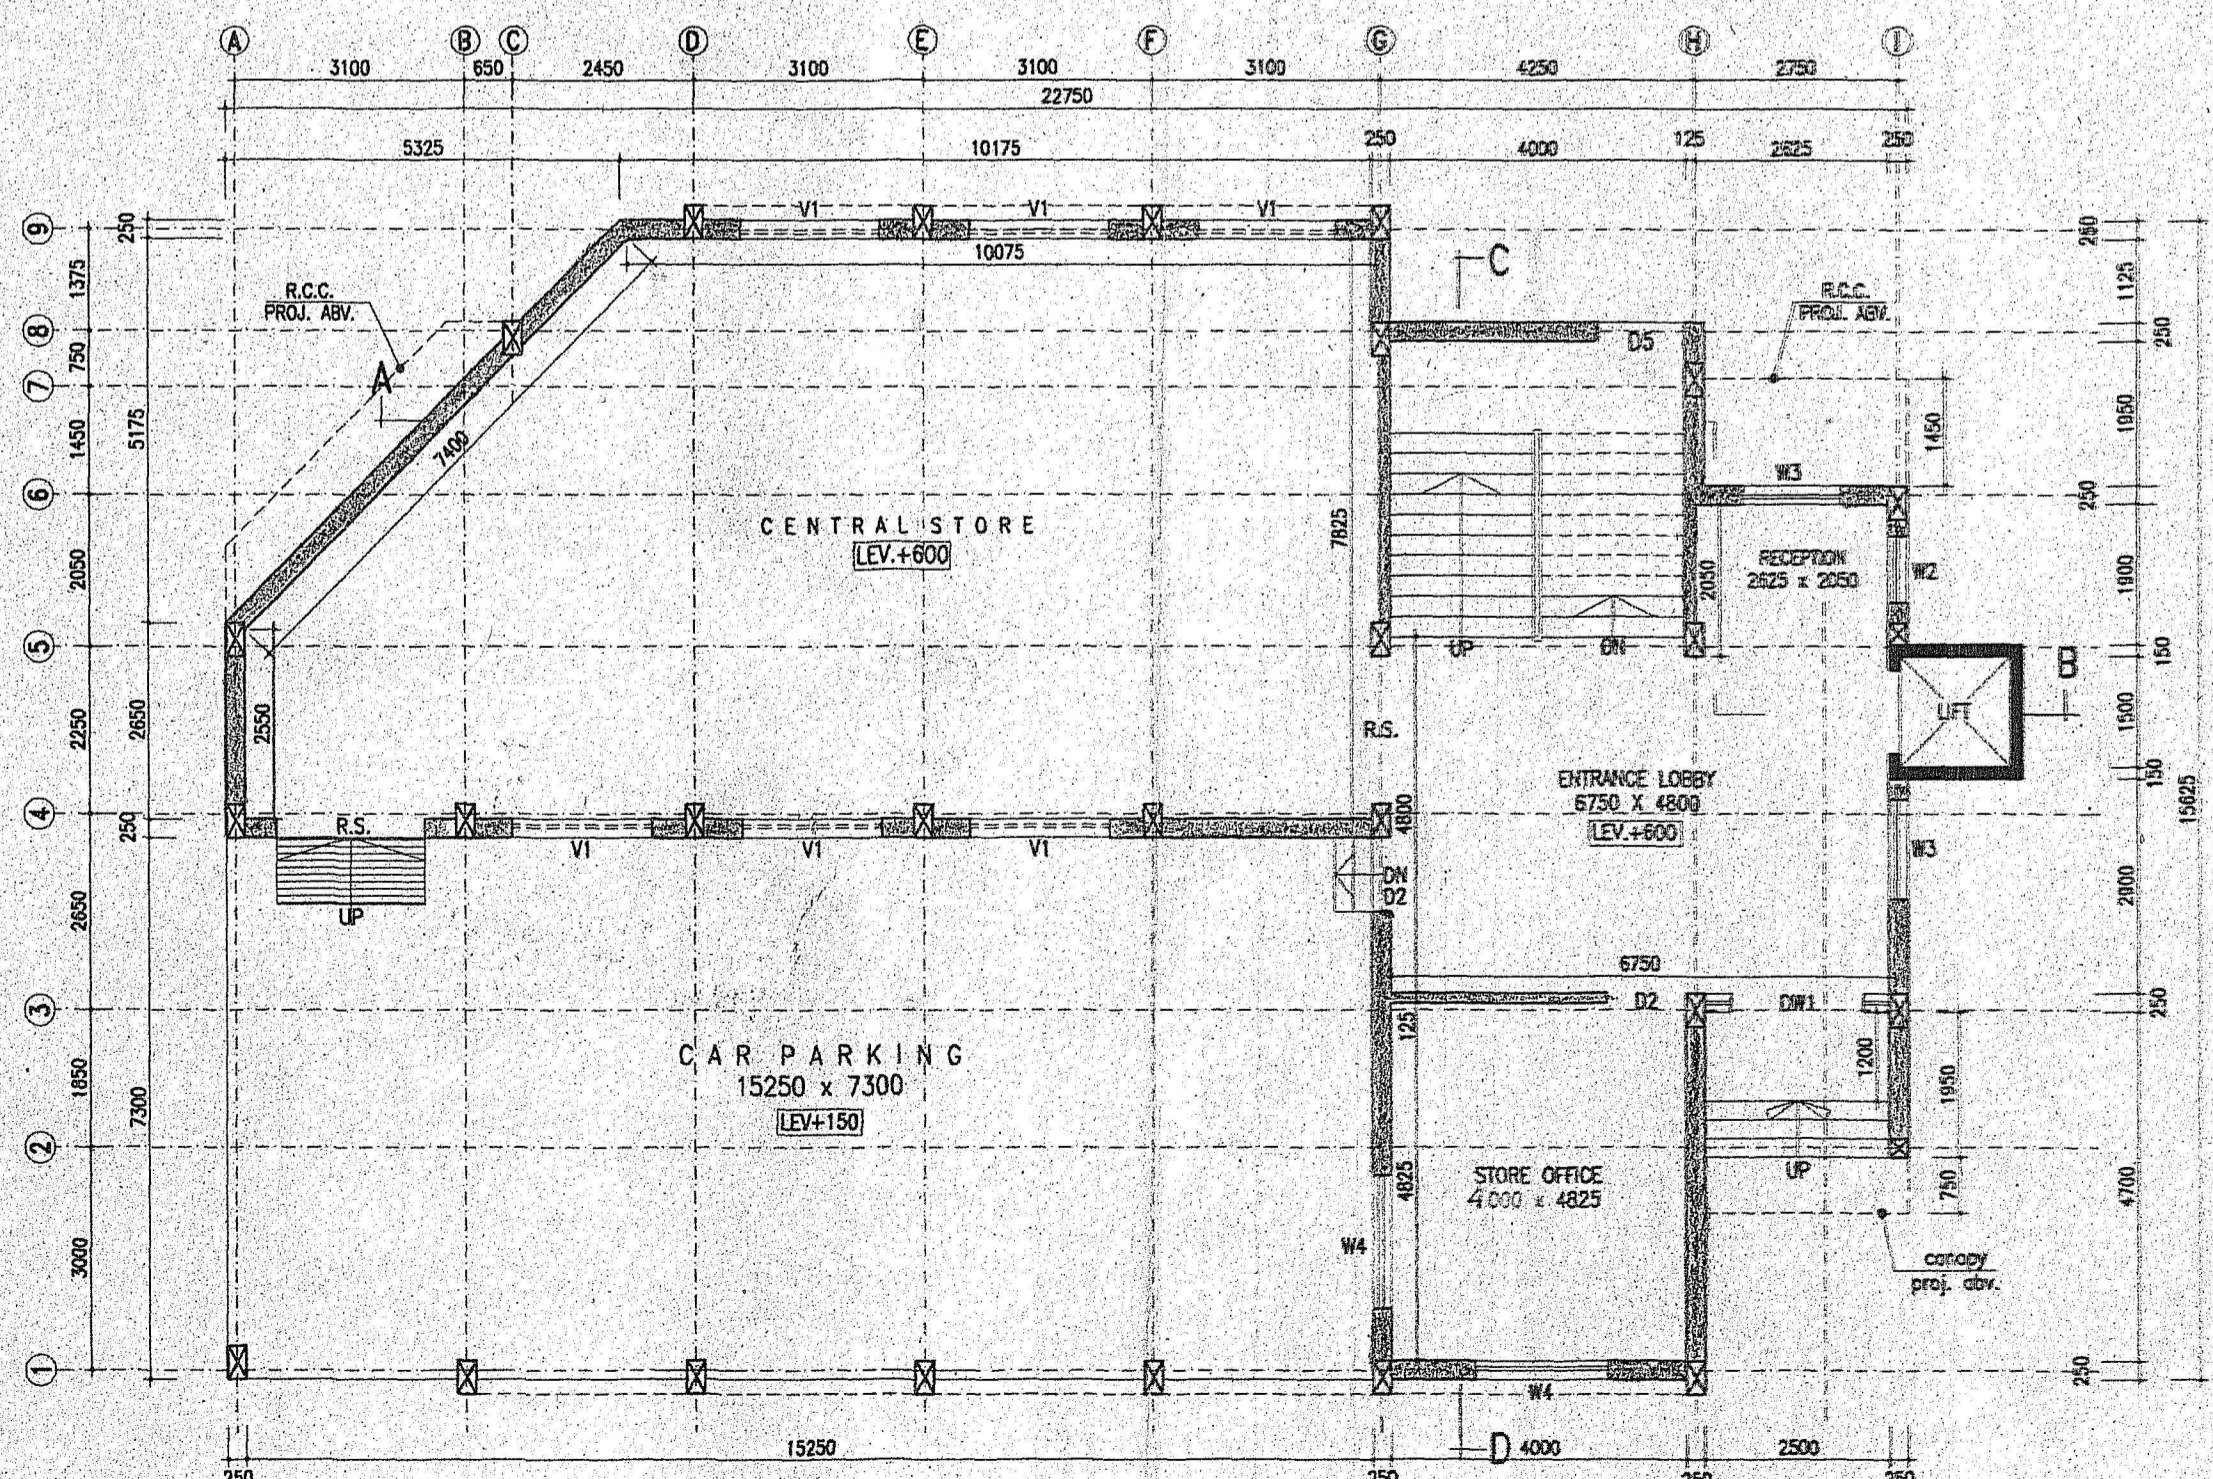 A B C D E F G H I
3100 650 2450 3100 3100 3100 4250 2750
22750
5325 10175 250 4000 125 2625 250
9 250 V1 V1 V1 250
10075
C
1375 R.C.C. R.C.C. 1125
PROJ. ABV. PROJ. ABV.
8 D5 250
750 A
7
5175 1450 7400 1450 1950
W3
6 250
CENTRAL STORE 7825
LEV.+600
2050 2050 RECEPTION W2 1900
2625 x 2050
5 UP DN 150
B
2650 2250 2550 R.S. LIFT 1500
ENTRANCE LOBBY 150
6750 X 4800
LEV.+600
15625
4 250 R.S. 4800
V1 V1 V1 W3
DN
D2 2900
UP
2650
6750
3 D2 DW1 250
125
CAR PARKING
15250 x 7300
LEV+150
1850 7300 1200 1950
2
STORE OFFICE UP
4000 x 4825
4825 750 4700
W4
3000 canopy
proj. abv.
1 W4 250
15250 D 4000 2500
250 250 250 250